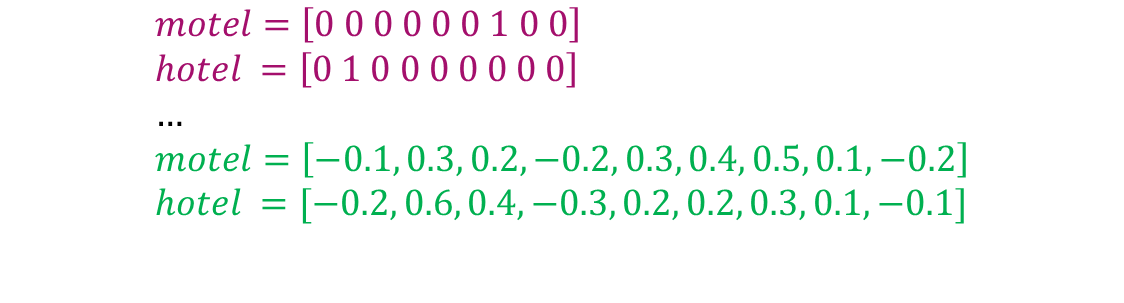 motel = [0 0 0 0 0 0 1 0 0]
hotel = [0 1 0 0 0 0 0 0 0]
...
motel = [−0.1, 0.3, 0.2, −0.2, 0.3, 0.4, 0.5, 0.1, −0.2]
hotel = [−0.2, 0.6, 0.4, −0.3, 0.2, 0.2, 0.3, 0.1, −0.1]